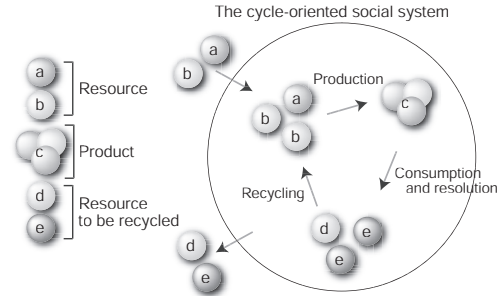 The cycle-oriented social system
a
b
Resource
c
Product
d
e
Resource
to be recycled
a
b
a
b
b
Production
c
Consumption
and resolution
Recycling
d
e
e
d
e